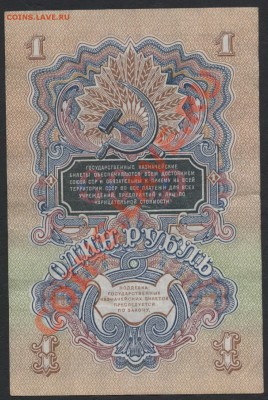 COINS.LAVE.RU
1 1
ГОСУДАРСТВЕННЫЕ КАЗНАЧЕЙСКИЕ
БИЛЕТЫ ОБЕСПЕЧИВАЮТСЯ ВСЕМ ДОСТОЯНИЕМ
СОЮЗА ССР И ОБЯЗАТЕЛЬНЫ К ПРИЕМУ НА ВСЕЙ
ТЕРРИТОРИИ СССР ВО ВСЕ ПЛАТЕЖИ ДЛЯ ВСЕХ
УЧРЕЖДЕНИЙ, ПРЕДПРИЯТИЙ И ЛИЦ ПО
НАРИЦАТЕЛЬНОЙ СТОИМОСТИ
ОДИН РУБЛЬ
ПОДДЕЛКА
ГОСУДАРСТВЕННЫХ
КАЗНАЧЕЙСКИХ БИЛЕТОВ
ПРЕСЛЕДУЕТСЯ
ПО ЗАКОНУ.
1 1